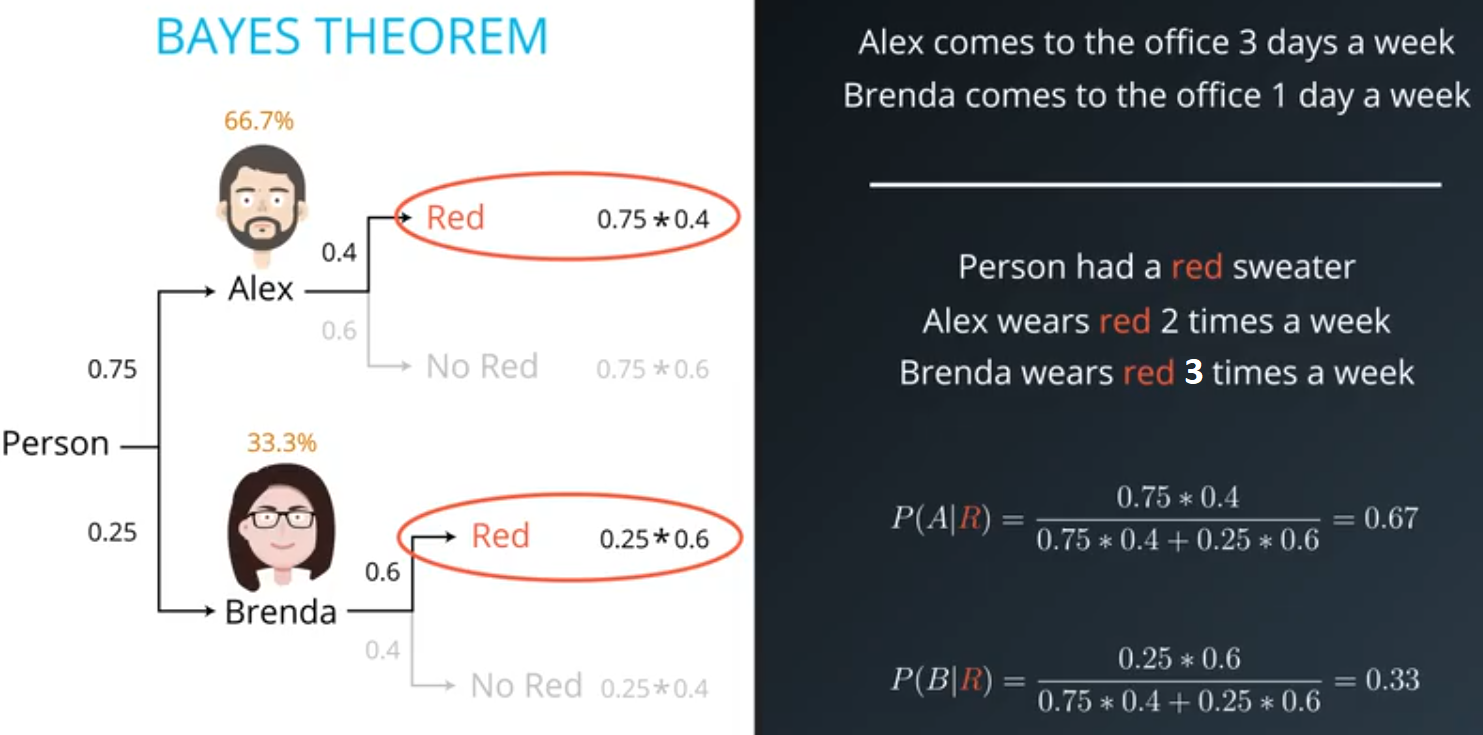 BAYES THEOREM
66.7%
Red 0.75 * 0.4
0.4
Alex
0.6
No Red 0.75 * 0.6
0.75
Person
33.3%
0.25
Red 0.25 * 0.6
0.6
Brenda
0.4
No Red 0.25 * 0.4
Alex comes to the office 3 days a week
Brenda comes to the office 1 day a week
Person had a red sweater
Alex wears red 2 times a week
Brenda wears red 3 times a week
P(A|R) = 0.75 * 0.4 / 0.75 * 0.4 + 0.25 * 0.6 = 0.67
P(B|R) = 0.25 * 0.6 / 0.75 * 0.4 + 0.25 * 0.6 = 0.33